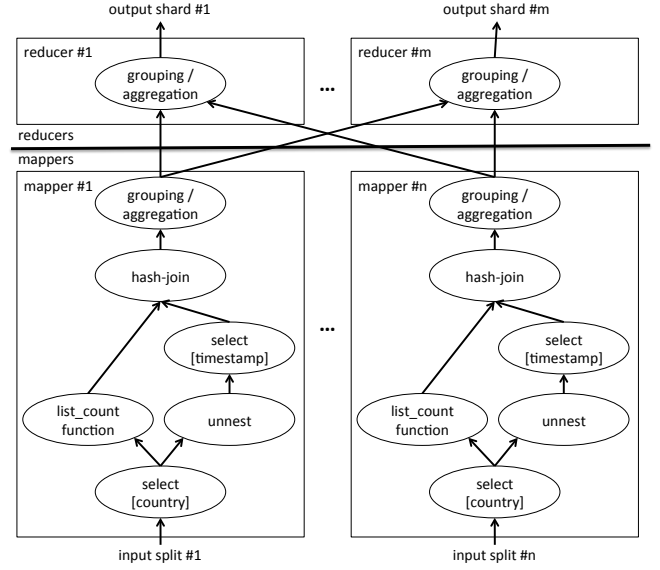 output shard #1
output shard #m
reducer #1
reducer #m
grouping /
aggregation
...
grouping /
aggregation
reducers
mappers
mapper #1
mapper #n
grouping /
aggregation
grouping /
aggregation
hash-join
hash-join
...
select
[timestamp]
select
[timestamp]
list_count
function
unnest
list_count
function
unnest
select
[country]
select
[country]
input split #1
input split #n